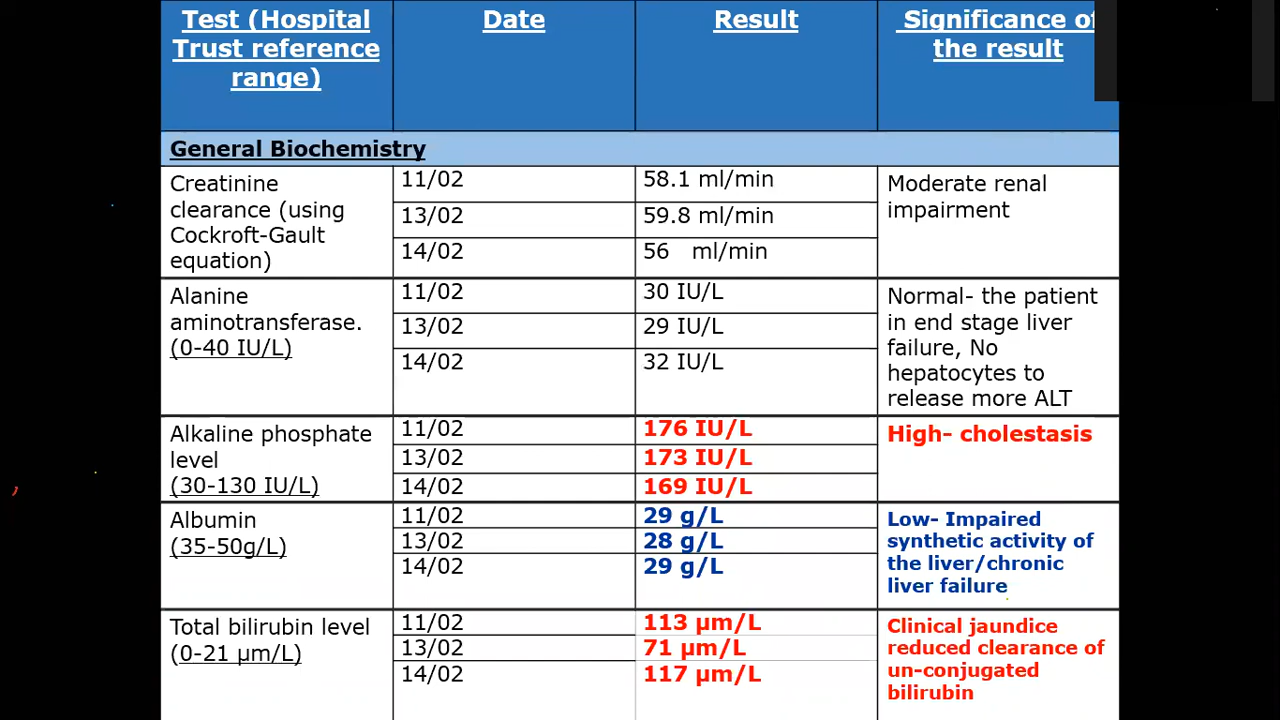 Test (Hospital
Trust reference
range)
Date
Result
Significance of
the result
General Biochemistry
Creatinine
clearance (using
Cockroft-Gault
equation)
11/02
58.1 ml/min
13/02
59.8 ml/min
14/02
56 ml/min
Moderate renal
impairment
Alanine
aminotransferase.
(0-40 IU/L)
11/02
30 IU/L
13/02
29 IU/L
14/02
32 IU/L
Normal- the patient
in end stage liver
failure, No
hepatocytes to
release more ALT
Alkaline phosphate
level
(30-130 IU/L)
11/02
176 IU/L
13/02
173 IU/L
14/02
169 IU/L
High- cholestasis
Albumin
(35-50g/L)
11/02
29 g/L
13/02
28 g/L
14/02
29 g/L
Low- Impaired
synthetic activity of
the liver/chronic
liver failure
Total bilirubin level
(0-21 µm/L)
11/02
113 µm/L
13/02
71 µm/L
14/02
117 µm/L
Clinical jaundice
reduced clearance of
un-conjugated
bilirubin